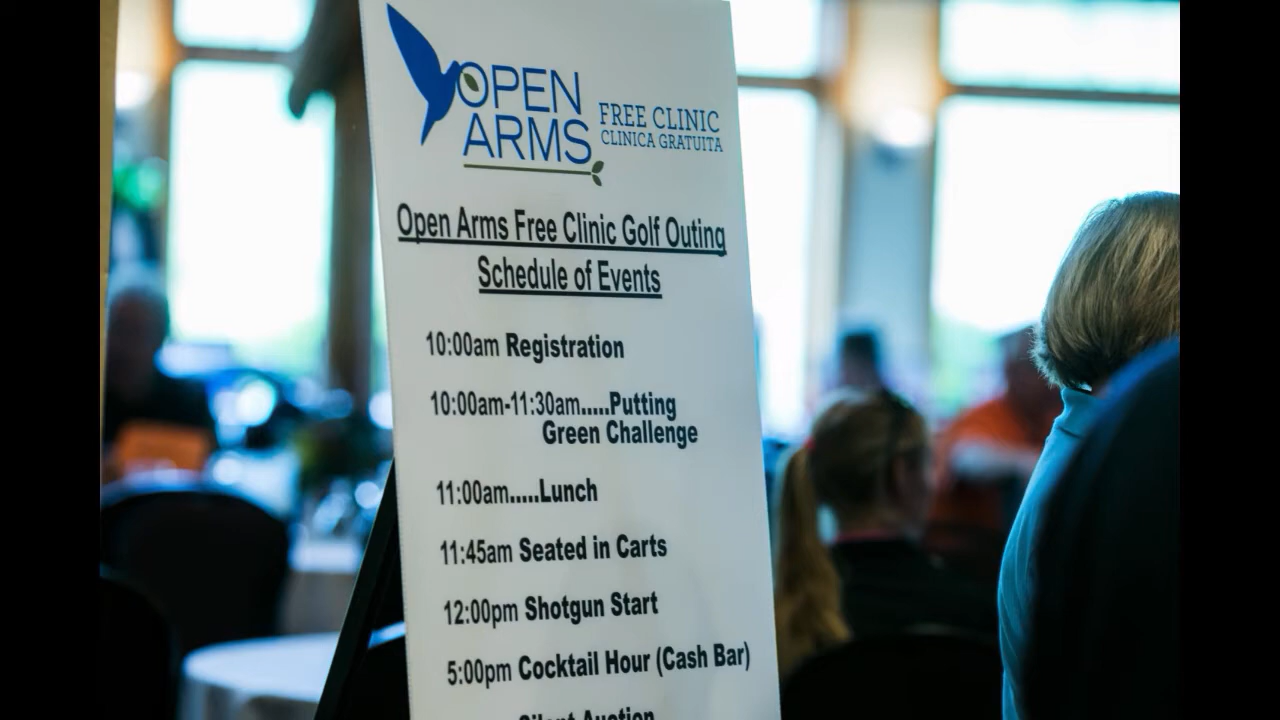 OPEN
ARMS
FREE CLINIC
CLINICA GRATUITA
Open Arms Free Clinic Golf Outing
Schedule of Events
10:00am Registration
10:00am-11:30am.....Putting
Green Challenge
11:00am.....Lunch
11:45am Seated in Carts
12:00pm Shotgun Start
5:00pm Cocktail Hour (Cash Bar)
Silent Auction